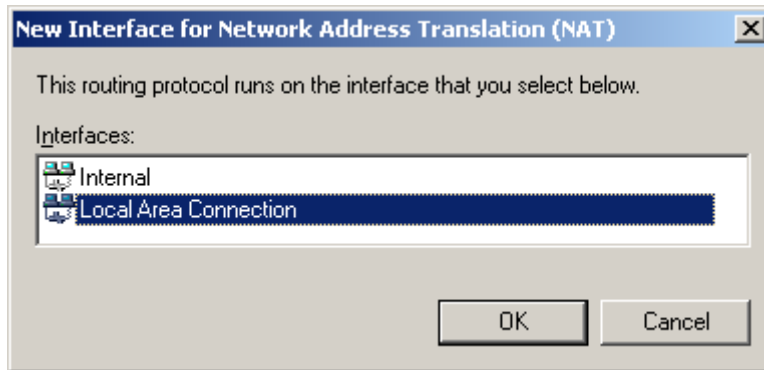 New Interface for Network Address Translation (NAT)
This routing protocol runs on the interface that you select below.
Interfaces:
Internal
Local Area Connection
OK Cancel